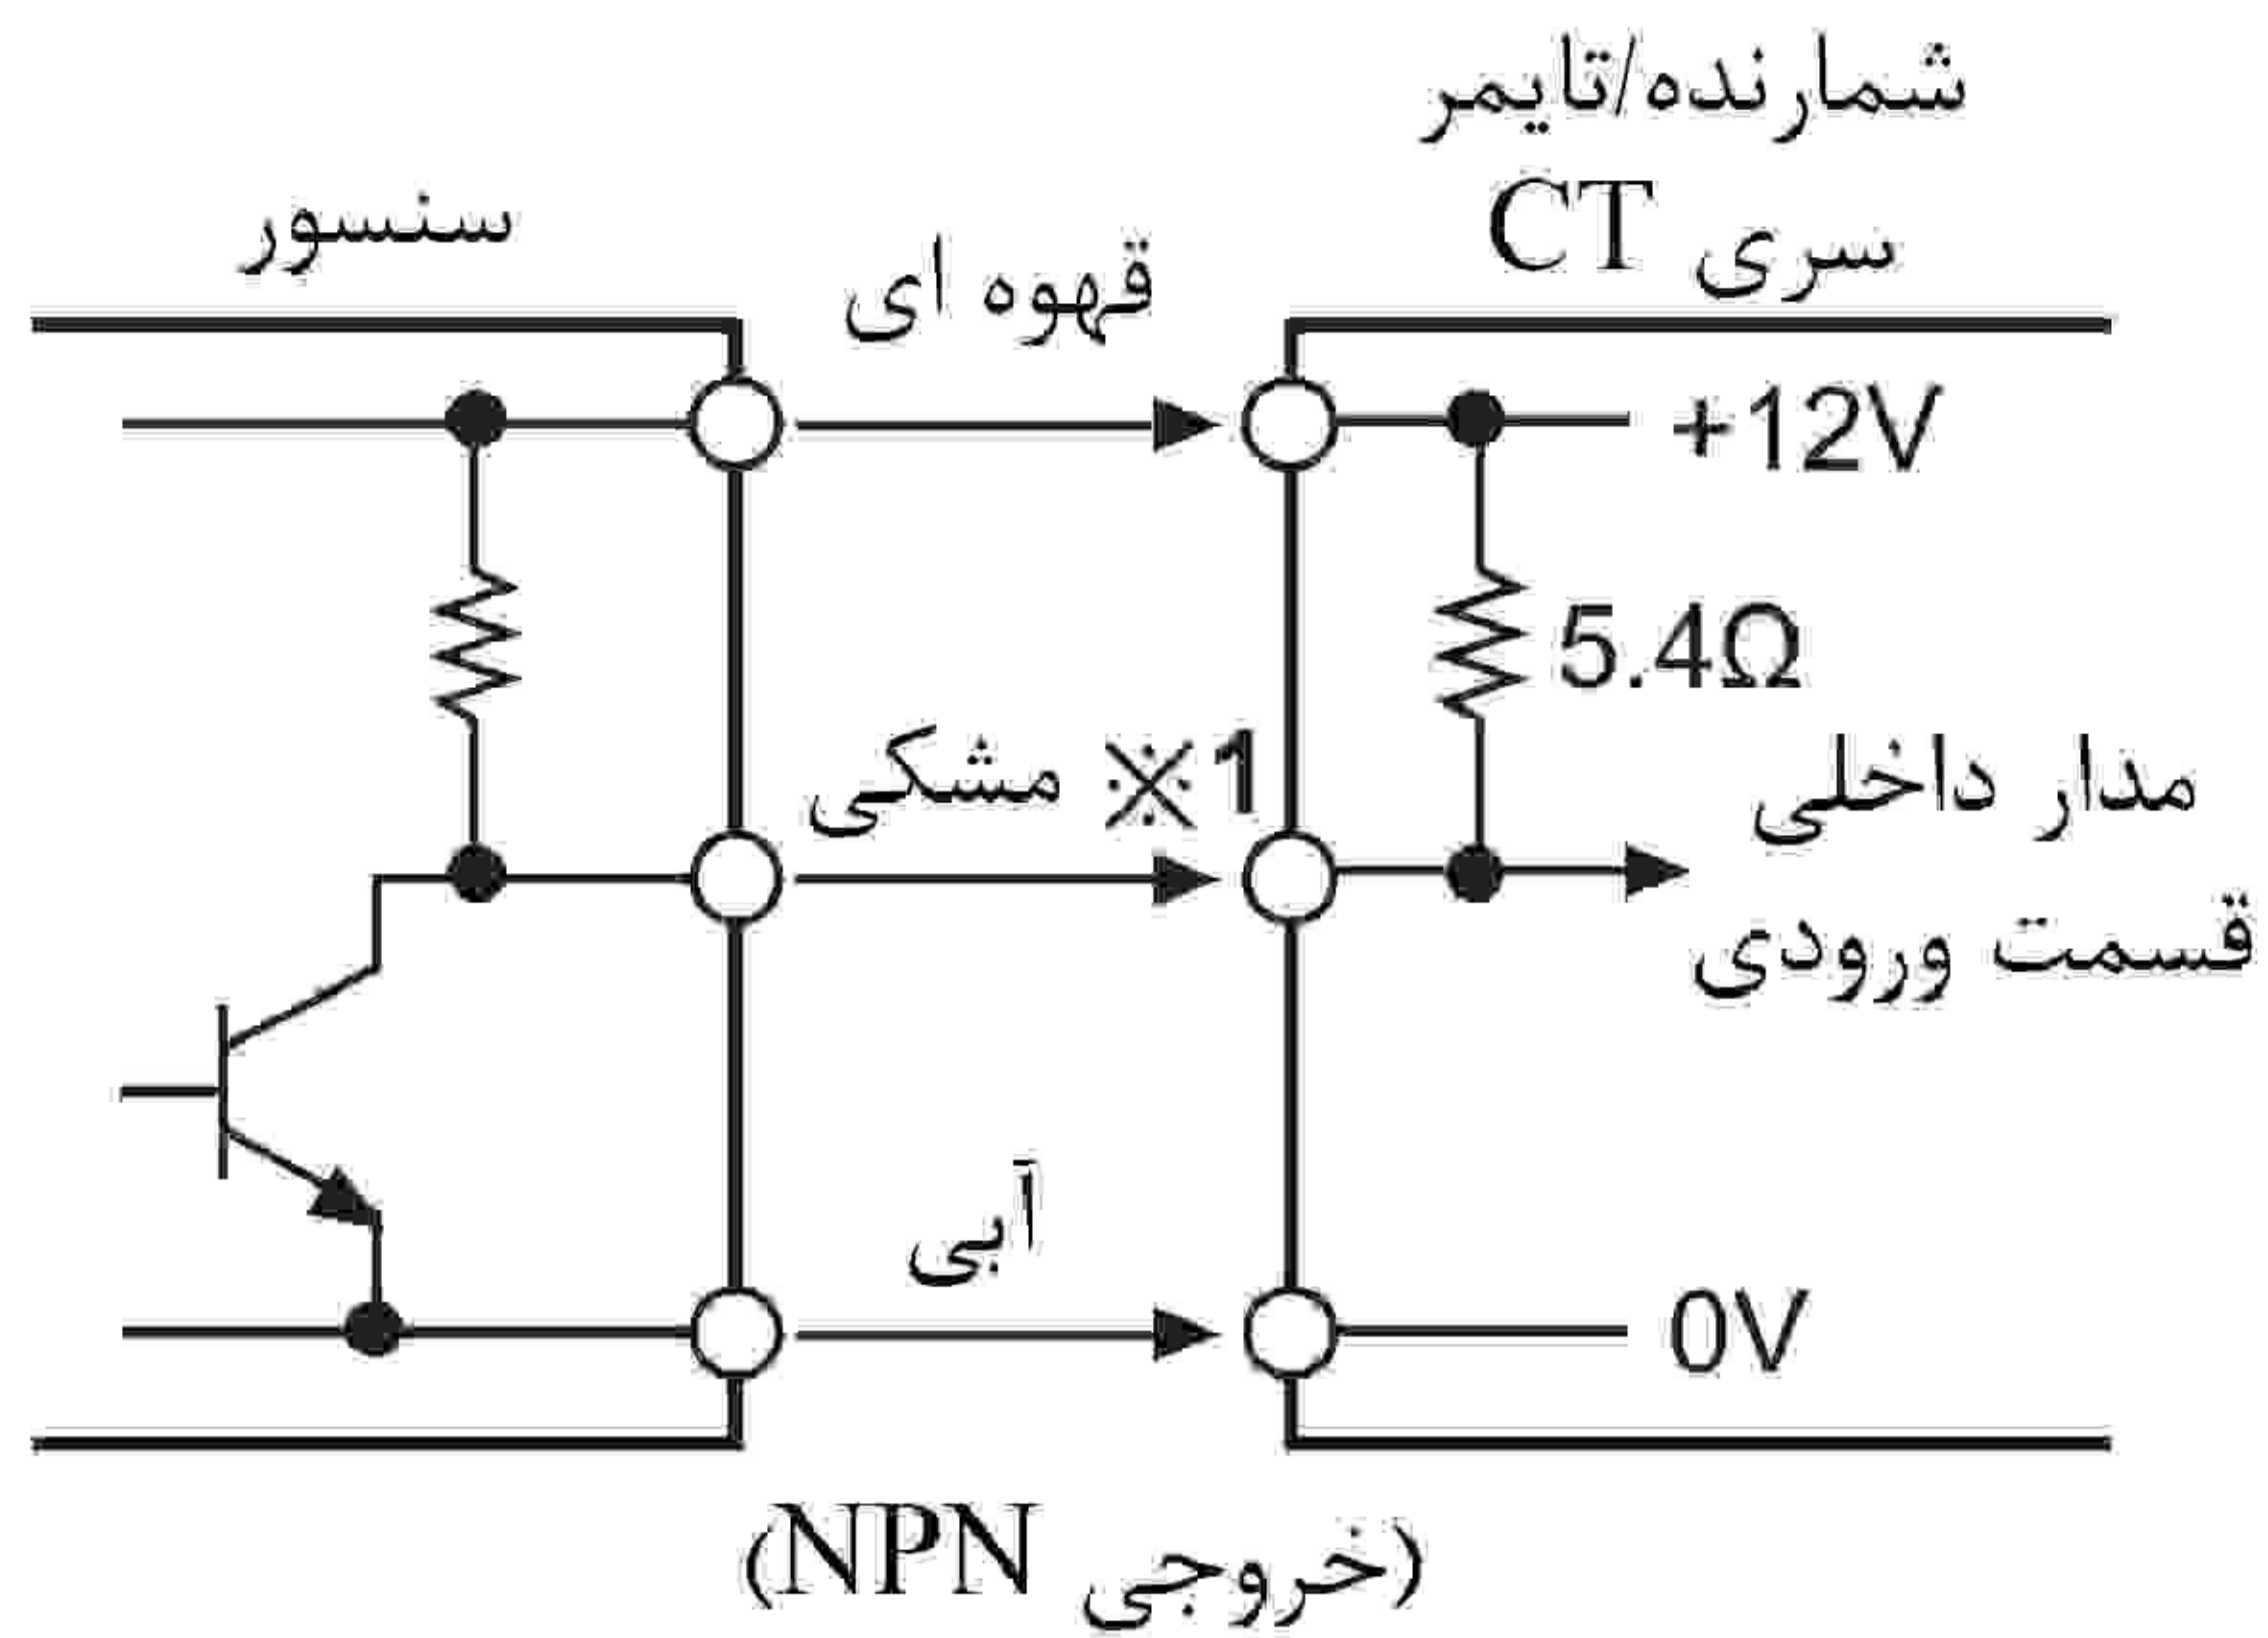 شمارنده/تایمر
سری CT
سنسور
قهوه ای
+12V
5.4Ω
مشکی ※1
مدار داخلی
قسمت ورودی
آبی
0V
(خروجی NPN)